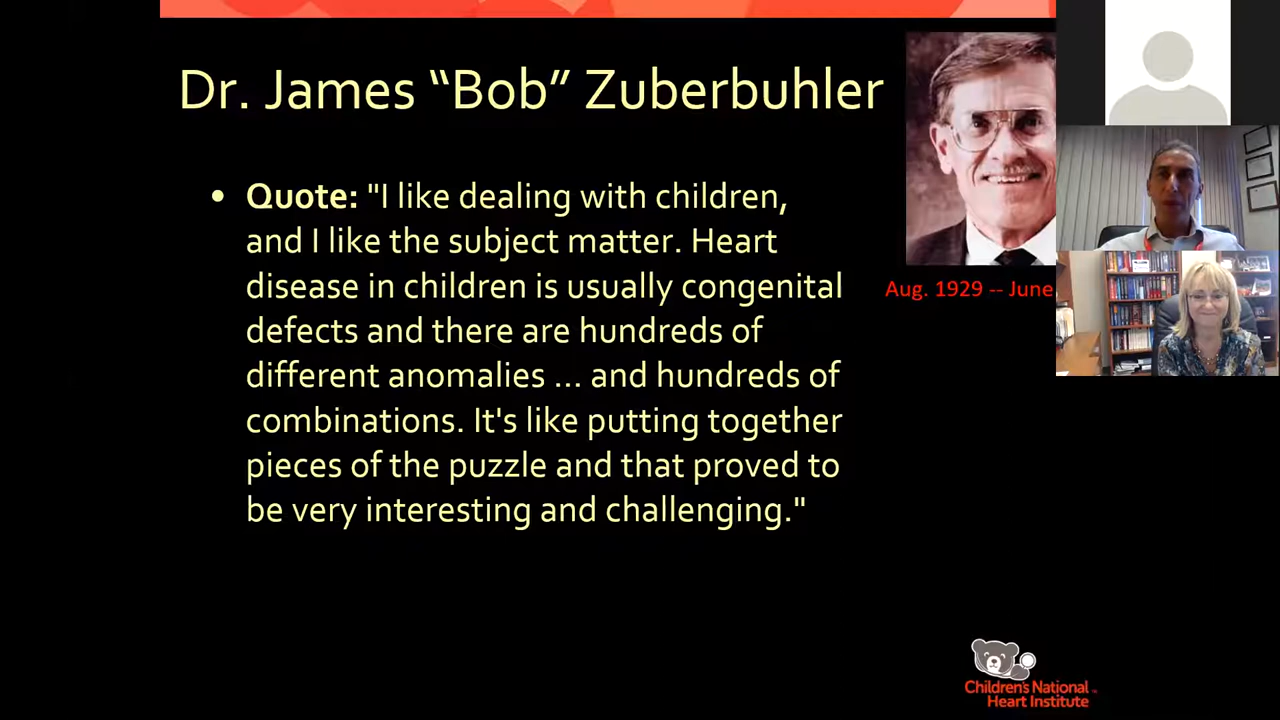 Dr. James “Bob” Zuberbuhler
• Quote: "I like dealing with children,
and I like the subject matter. Heart
disease in children is usually congenital
defects and there are hundreds of
different anomalies ... and hundreds of
combinations. It's like putting together
pieces of the puzzle and that proved to
be very interesting and challenging."
Aug. 1929 -- June
Children's National
Heart Institute